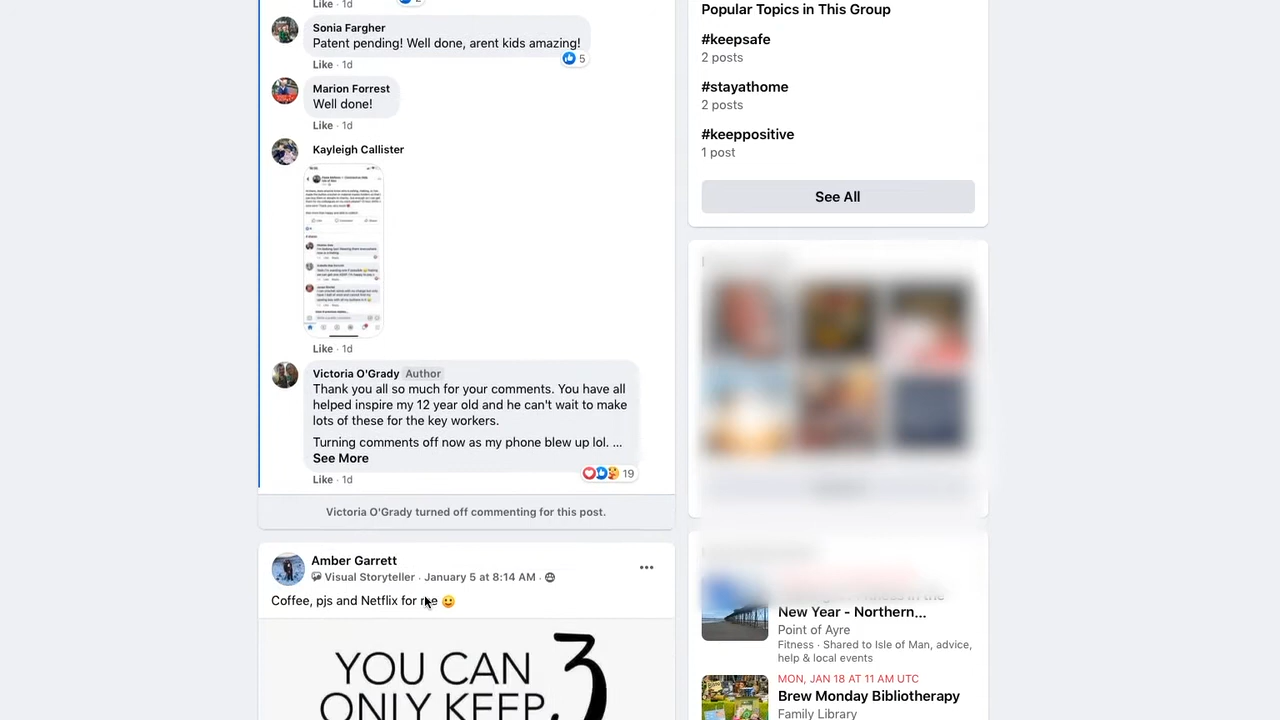 Like · 1d
2
Sonia Fargher
Patent pending! Well done, arent kids amazing!
5
Like · 1d
Marion Forrest
Well done!
Like · 1d
Kayleigh Callister
Like · 1d
Victoria O'Grady Author
Thank you all so much for your comments. You have all
helped inspire my 12 year old and he can't wait to make
lots of these for the key workers.
Turning comments off now as my phone blew up lol. ...
See More
19
Like · 1d
Victoria O'Grady turned off commenting for this post.
Amber Garrett
Visual Storyteller · January 5 at 8:14 AM ·
Coffee, pjs and Netflix for me
YOU CAN 3
ONLY KEEP
Popular Topics in This Group
#keepsafe
2 posts
#stayathome
2 posts
#keeppositive
1 post
See All
New Year - Northern...
Point of Ayre
Fitness · Shared to Isle of Man, advice,
help & local events
MON, JAN 18 AT 11 AM UTC
Brew Monday Bibliotherapy
Family Library